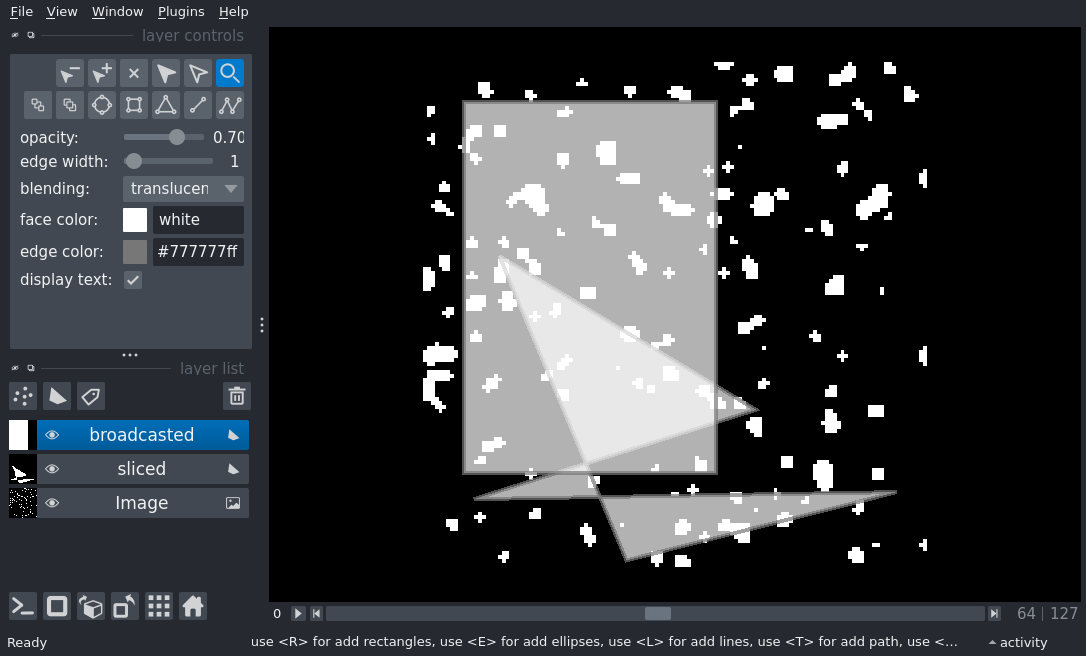 File View Window Plugins Help
layer controls
opacity: 0.70
edge width: 1
blending: translucen
face color: white
edge color: #777777ff
display text:
layer list
broadcasted
sliced
Image
0 64 127
Ready use <R> for add rectangles, use <E> for add ellipses, use <L> for add lines, use <T> for add path, use <... activity